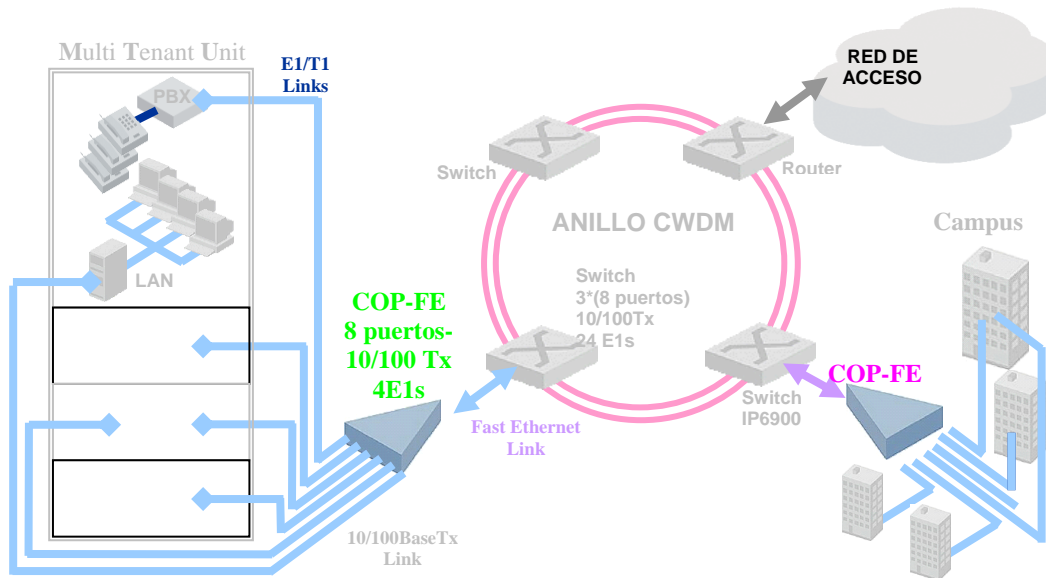 Multi Tenant Unit
E1/T1
Links
PBX
LAN
RED DE
ACCESO
Switch
Router
ANILLO CWDM
Campus
Switch
3*(8 puertos)
10/100Tx
24 E1s
COP-FE
8 puertos-
10/100 Tx
4E1s
COP-FE
Switch
IP6900
Fast Ethernet
Link
10/100BaseTx
Link